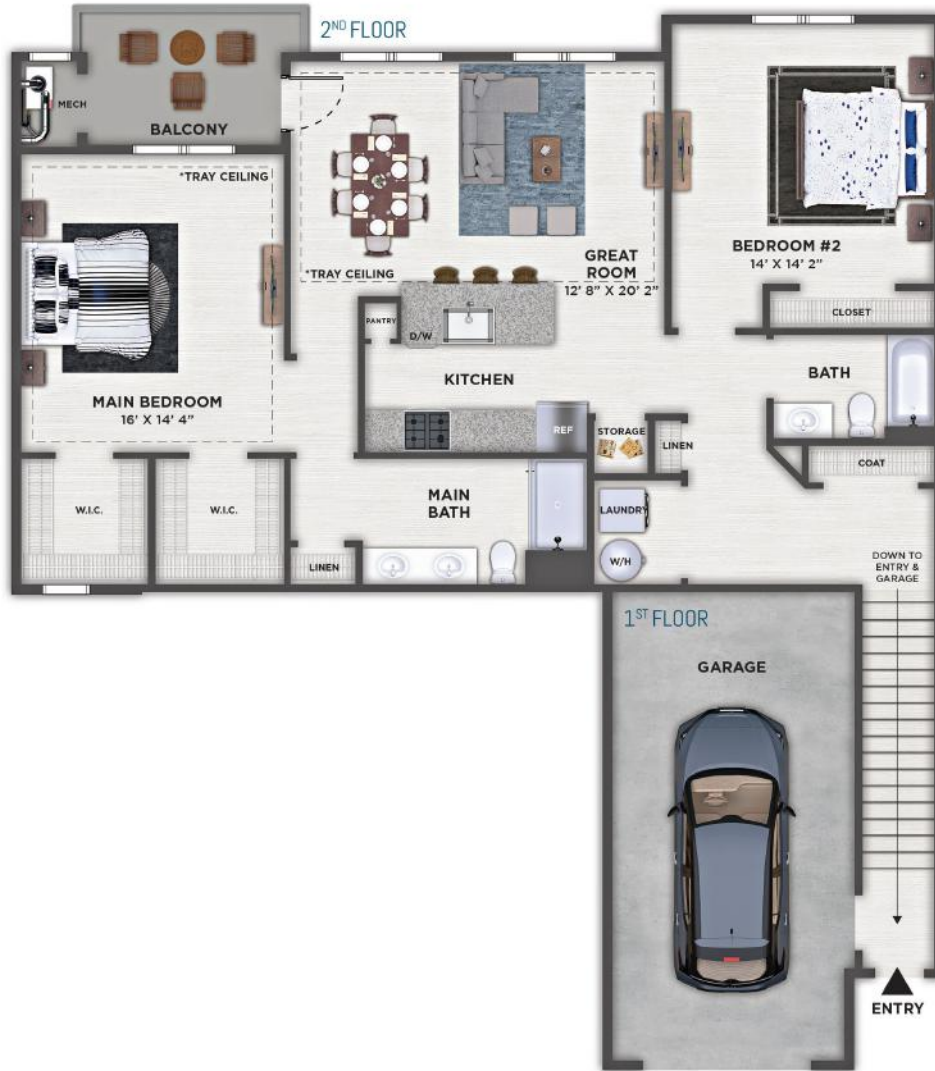 2ND FLOOR
MECH
BALCONY
*TRAY CEILING
*TRAY CEILING
GREAT
ROOM
12' 8" X 20' 2"
BEDROOM #2
14' X 14' 2"
CLOSET
PANTRY
D/W
KITCHEN
REF
BATH
MAIN BEDROOM
16' X 14' 4"
STORAGE
LINEN
COAT
W.I.C.
W.I.C.
MAIN
BATH
LINEN
LAUNDRY
W/H
DOWN TO
ENTRY &
GARAGE
1ST FLOOR
GARAGE
ENTRY